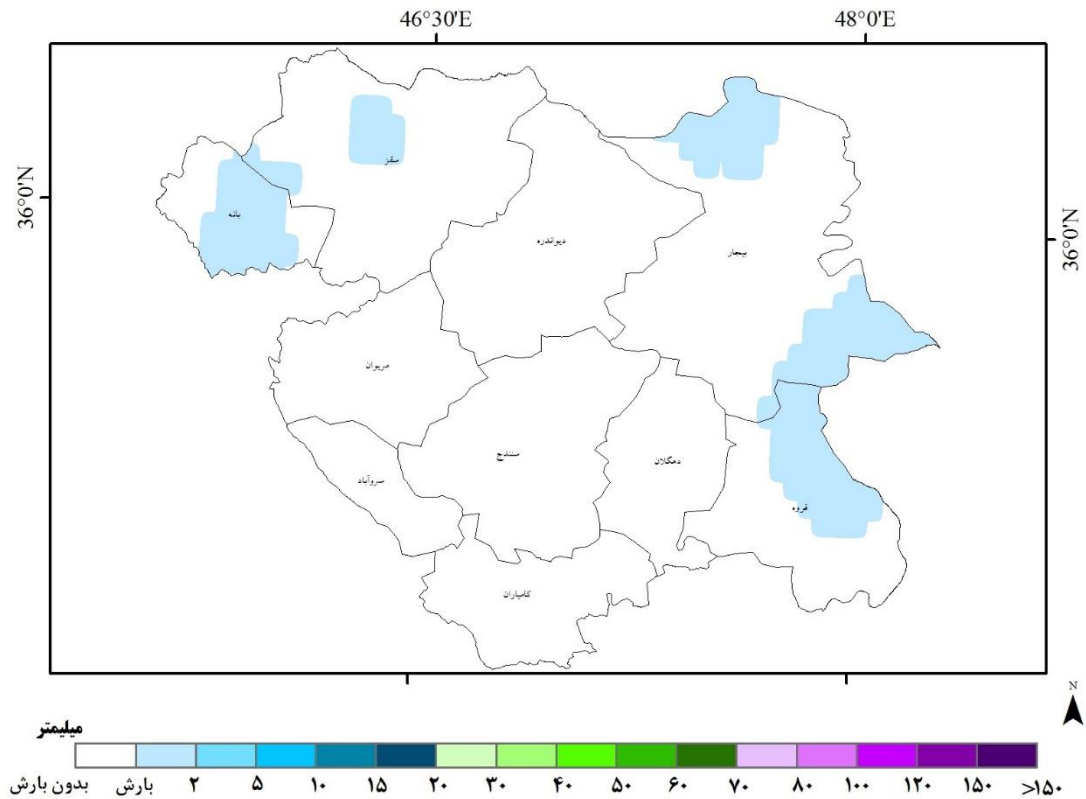 46°30'E 48°0'E
36°0'N
36°0'N
سقز
بانه
دیواندره
بیجار
مریوان
سنندج
دهگلان
سروآباد
قروه
کامیاران
N
میلیمتر
بدون بارش بارش ۲ ۵ ۱۰ ۱۵ ۲۰ ۳۰ ۴۰ ۵۰ ۶۰ ۷۰ ۸۰ ۱۰۰ ۱۲۰ ۱۵۰ >۱۵۰